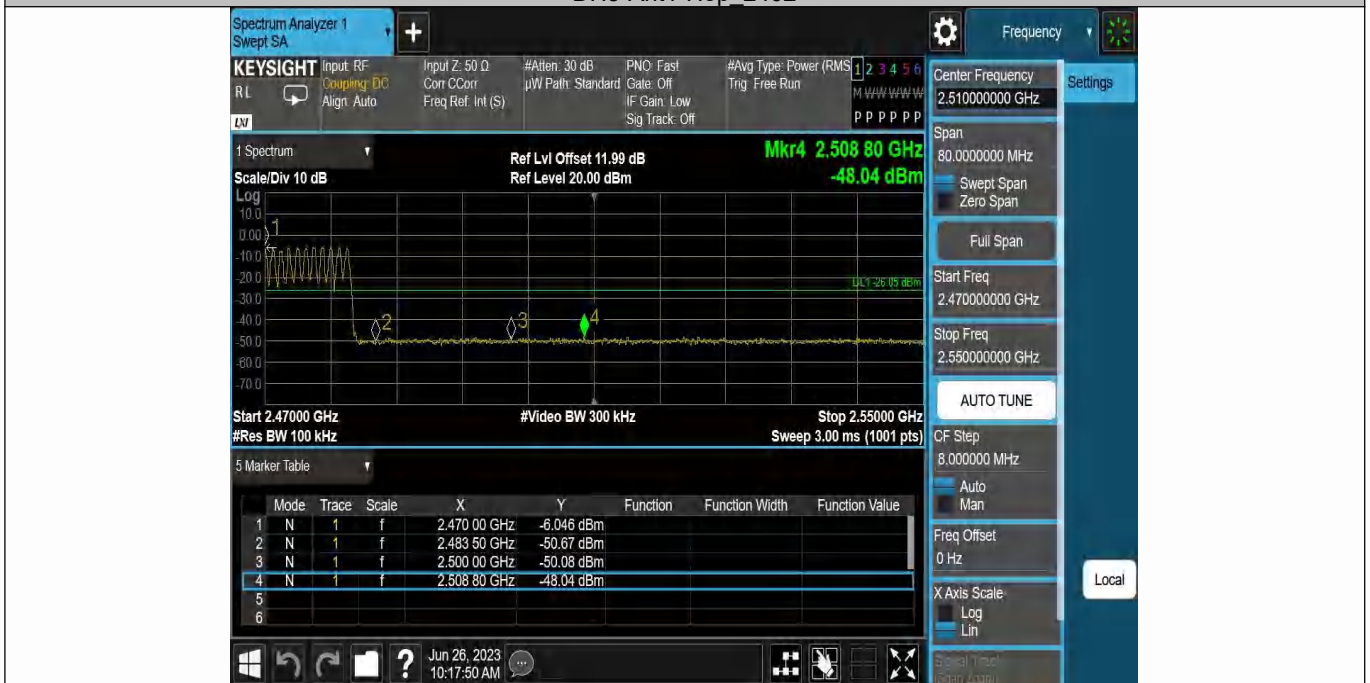 Spectrum Analyzer 1
Swept SA
Frequency
KEYSIGHT
RL
LXI
Input: RF
Coupling: DC
Align: Auto
Input Z: 50 Ω
Corr CCorr
Freq Ref: Int (S)
#Atten: 30 dB
µW Path: Standard
PNO: Fast
Gate: Off
IF Gain: Low
Sig Track: Off
#Avg Type: Power (RMS
Trig: Free Run
1 2 3 4 5 6
M W W W W W
P P P P P P
1 Spectrum
Scale/Div 10 dB
Ref Lvl Offset 11.99 dB
Ref Level 20.00 dBm
Mkr4 2.508 80 GHz
-48.04 dBm
Log
10.0
0.00
-10.0
-20.0
-30.0
-40.0
-50.0
-60.0
-70.0
1
2
3
4
DL1 -26.05 dBm
Start 2.47000 GHz
#Video BW 300 kHz
Stop 2.55000 GHz
#Res BW 100 kHz
Sweep 3.00 ms (1001 pts)
5 Marker Table
Mode Trace Scale X Y Function Function Width Function Value
1 N 1 f 2.470 00 GHz -6.046 dBm
2 N 1 f 2.483 50 GHz -50.67 dBm
3 N 1 f 2.500 00 GHz -50.08 dBm
4 N 1 f 2.508 80 GHz -48.04 dBm
5
6
Jun 26, 2023
10:17:50 AM
Center Frequency
2.510000000 GHz
Settings
Span
80.0000000 MHz
Swept Span
Zero Span
Full Span
Start Freq
2.470000000 GHz
Stop Freq
2.550000000 GHz
AUTO TUNE
CF Step
8.000000 MHz
Auto
Man
Freq Offset
0 Hz
X Axis Scale
Log
Lin
Local